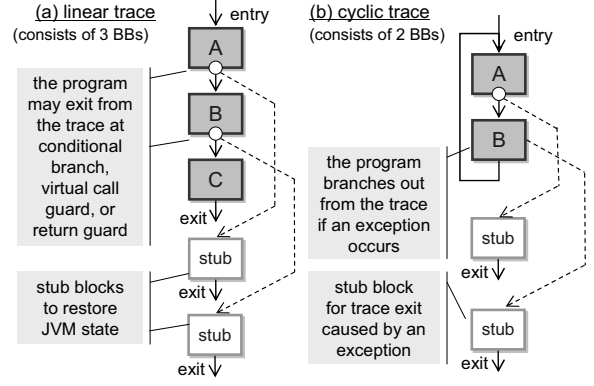 (a) linear trace
(consists of 3 BBs)
entry
A
B
C
exit
the program
may exit from
the trace at
conditional
branch,
virtual call
guard, or
return guard
stub
exit
stub blocks
to restore
JVM state
stub
exit
(b) cyclic trace
(consists of 2 BBs)
entry
A
B
the program
branches out
from the trace
if an exception
occurs
stub
exit
stub block
for trace exit
caused by an
exception
stub
exit